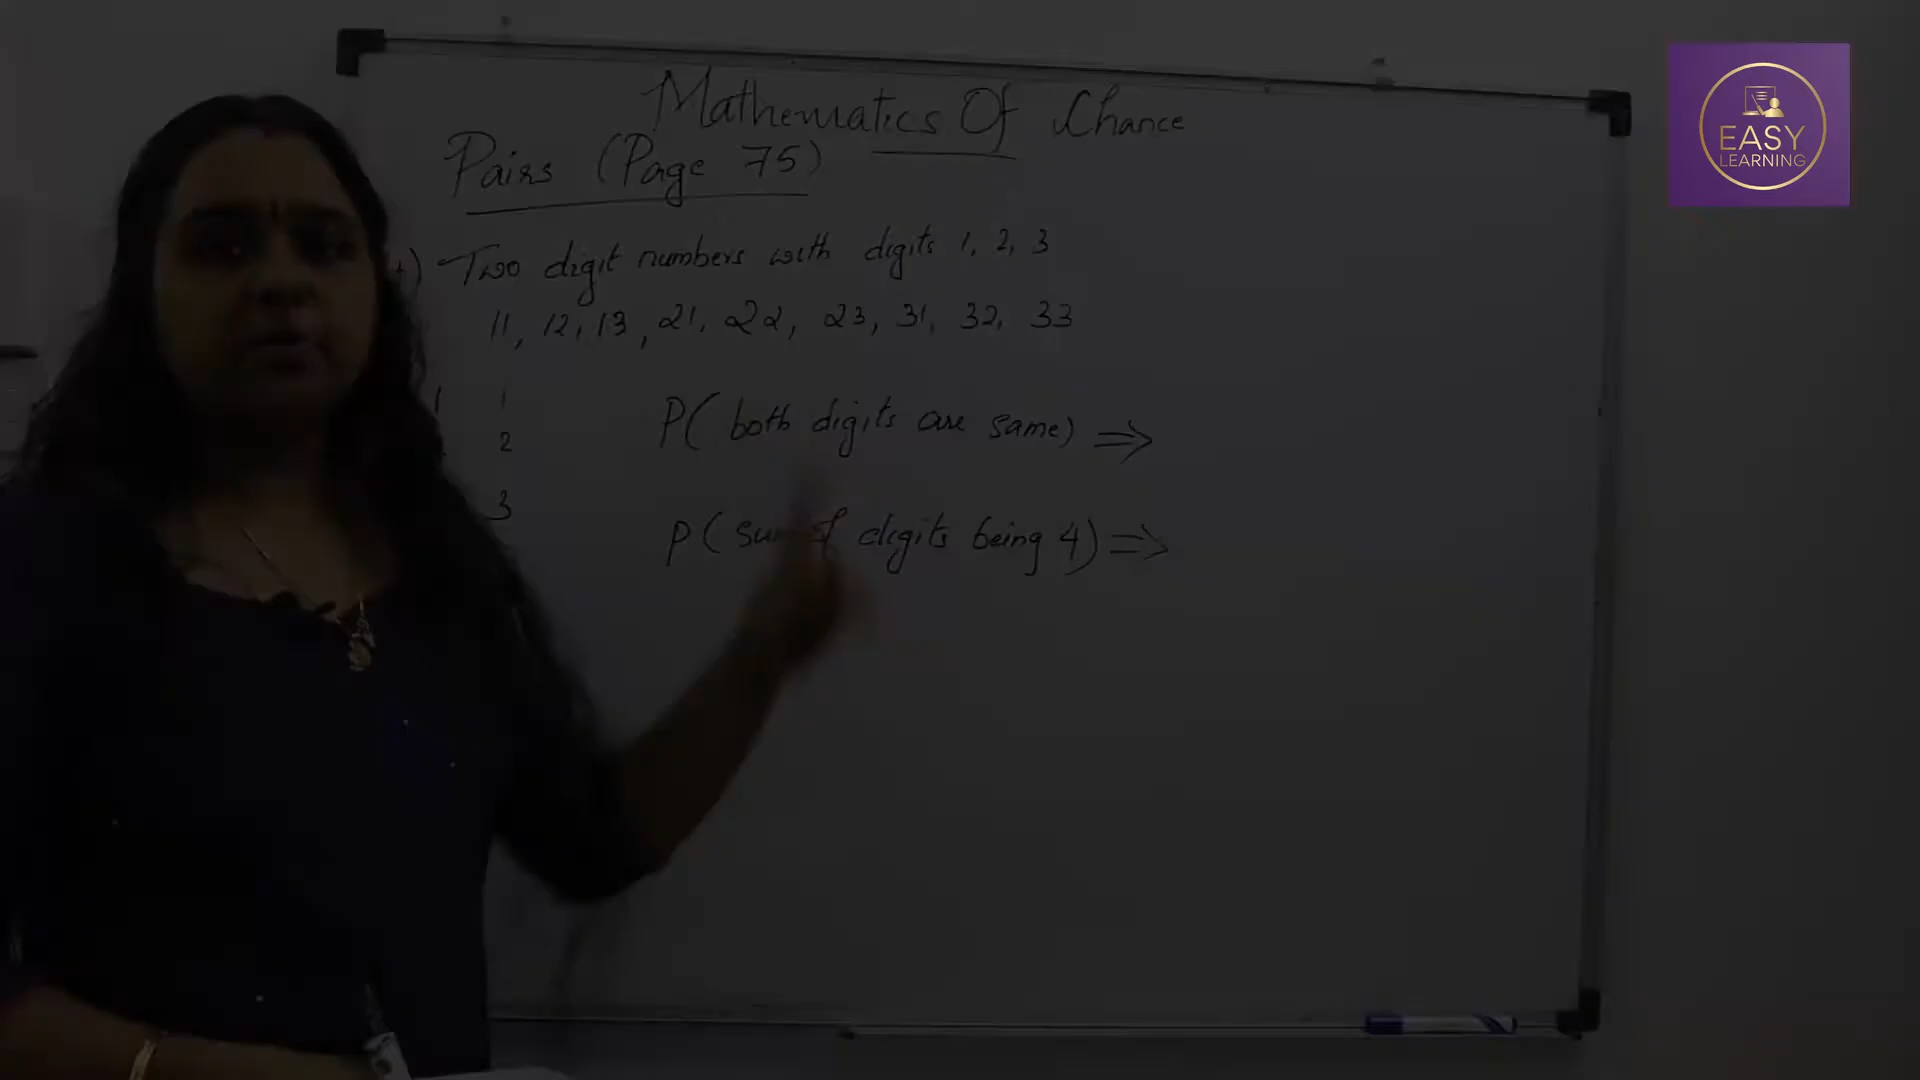 Mathematics Of Chance
Pairs (Page 75)
Two digit numbers with digits 1, 2, 3
11, 12, 13, 21, 22, 23, 31, 32, 33
1 1
2
3
P( both digits are same) ⇒
P( sum of digits being 4) ⇒
EASY
LEARNING